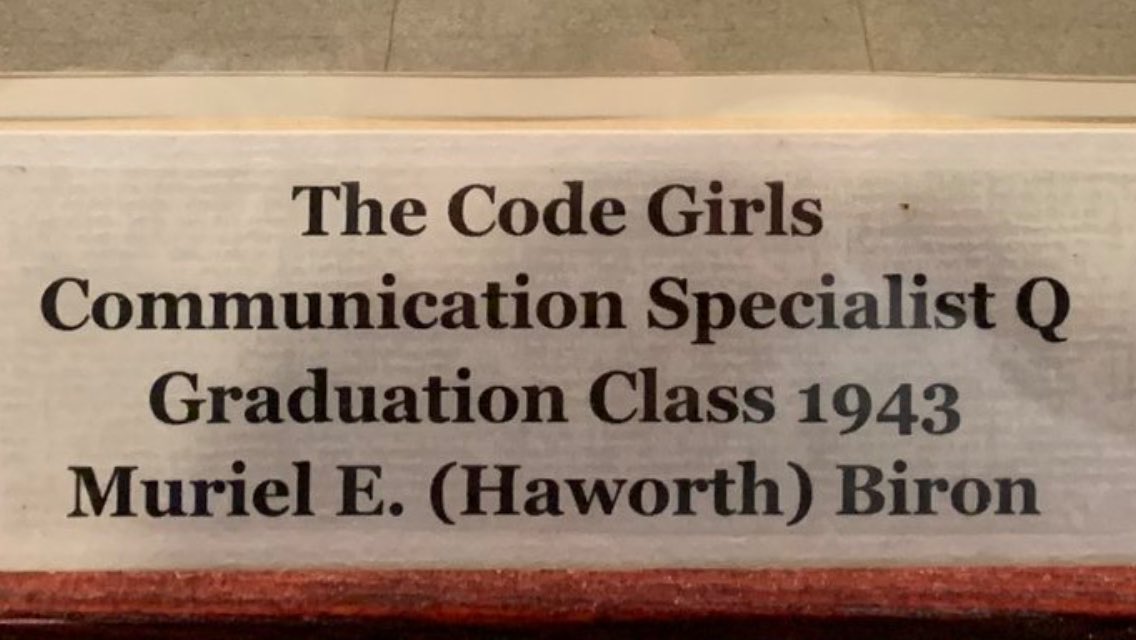 The Code Girls
Communication Specialist Q
Graduation Class 1943
Muriel E. (Haworth) Biron